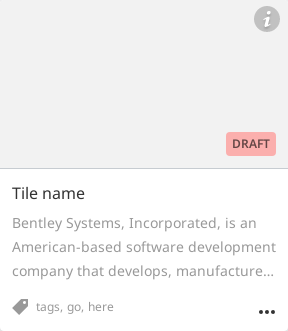 i
DRAFT
Tile name
Bentley Systems, Incorporated, is an
American-based software development
company that develops, manufacture...
tags, go, here